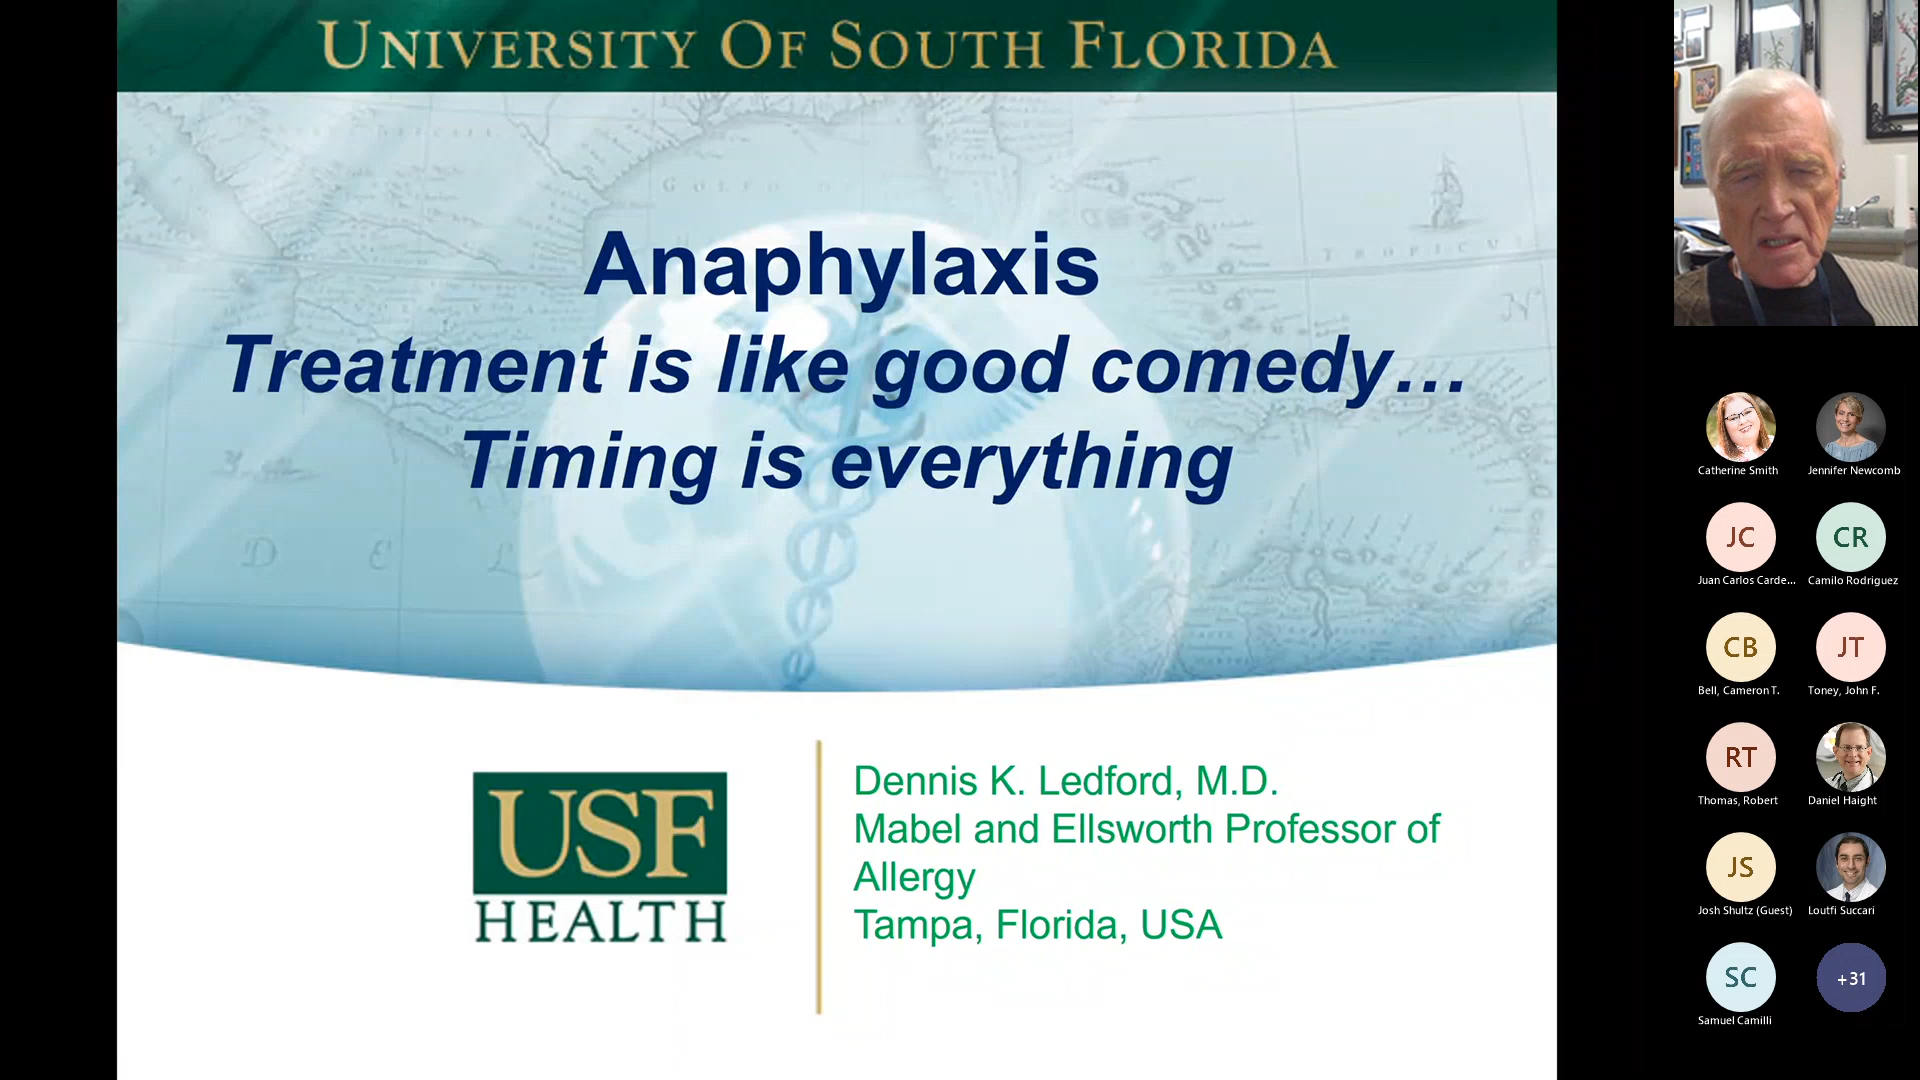 UNIVERSITY OF SOUTH FLORIDA
GOLFO DE
TROPICU
N
Anaphylaxis
Treatment is like good comedy…
Timing is everything
D E L
USF
HEALTH
Dennis K. Ledford, M.D.
Mabel and Ellsworth Professor of
Allergy
Tampa, Florida, USA
Catherine Smith
Jennifer Newcomb
JC
CR
Juan Carlos Carde...
Camilo Rodriguez
CB
JT
Bell, Cameron T.
Toney, John F.
RT
Thomas, Robert
Daniel Haight
JS
Josh Shultz (Guest)
Loutfi Succari
SC
+31
Samuel Camilli